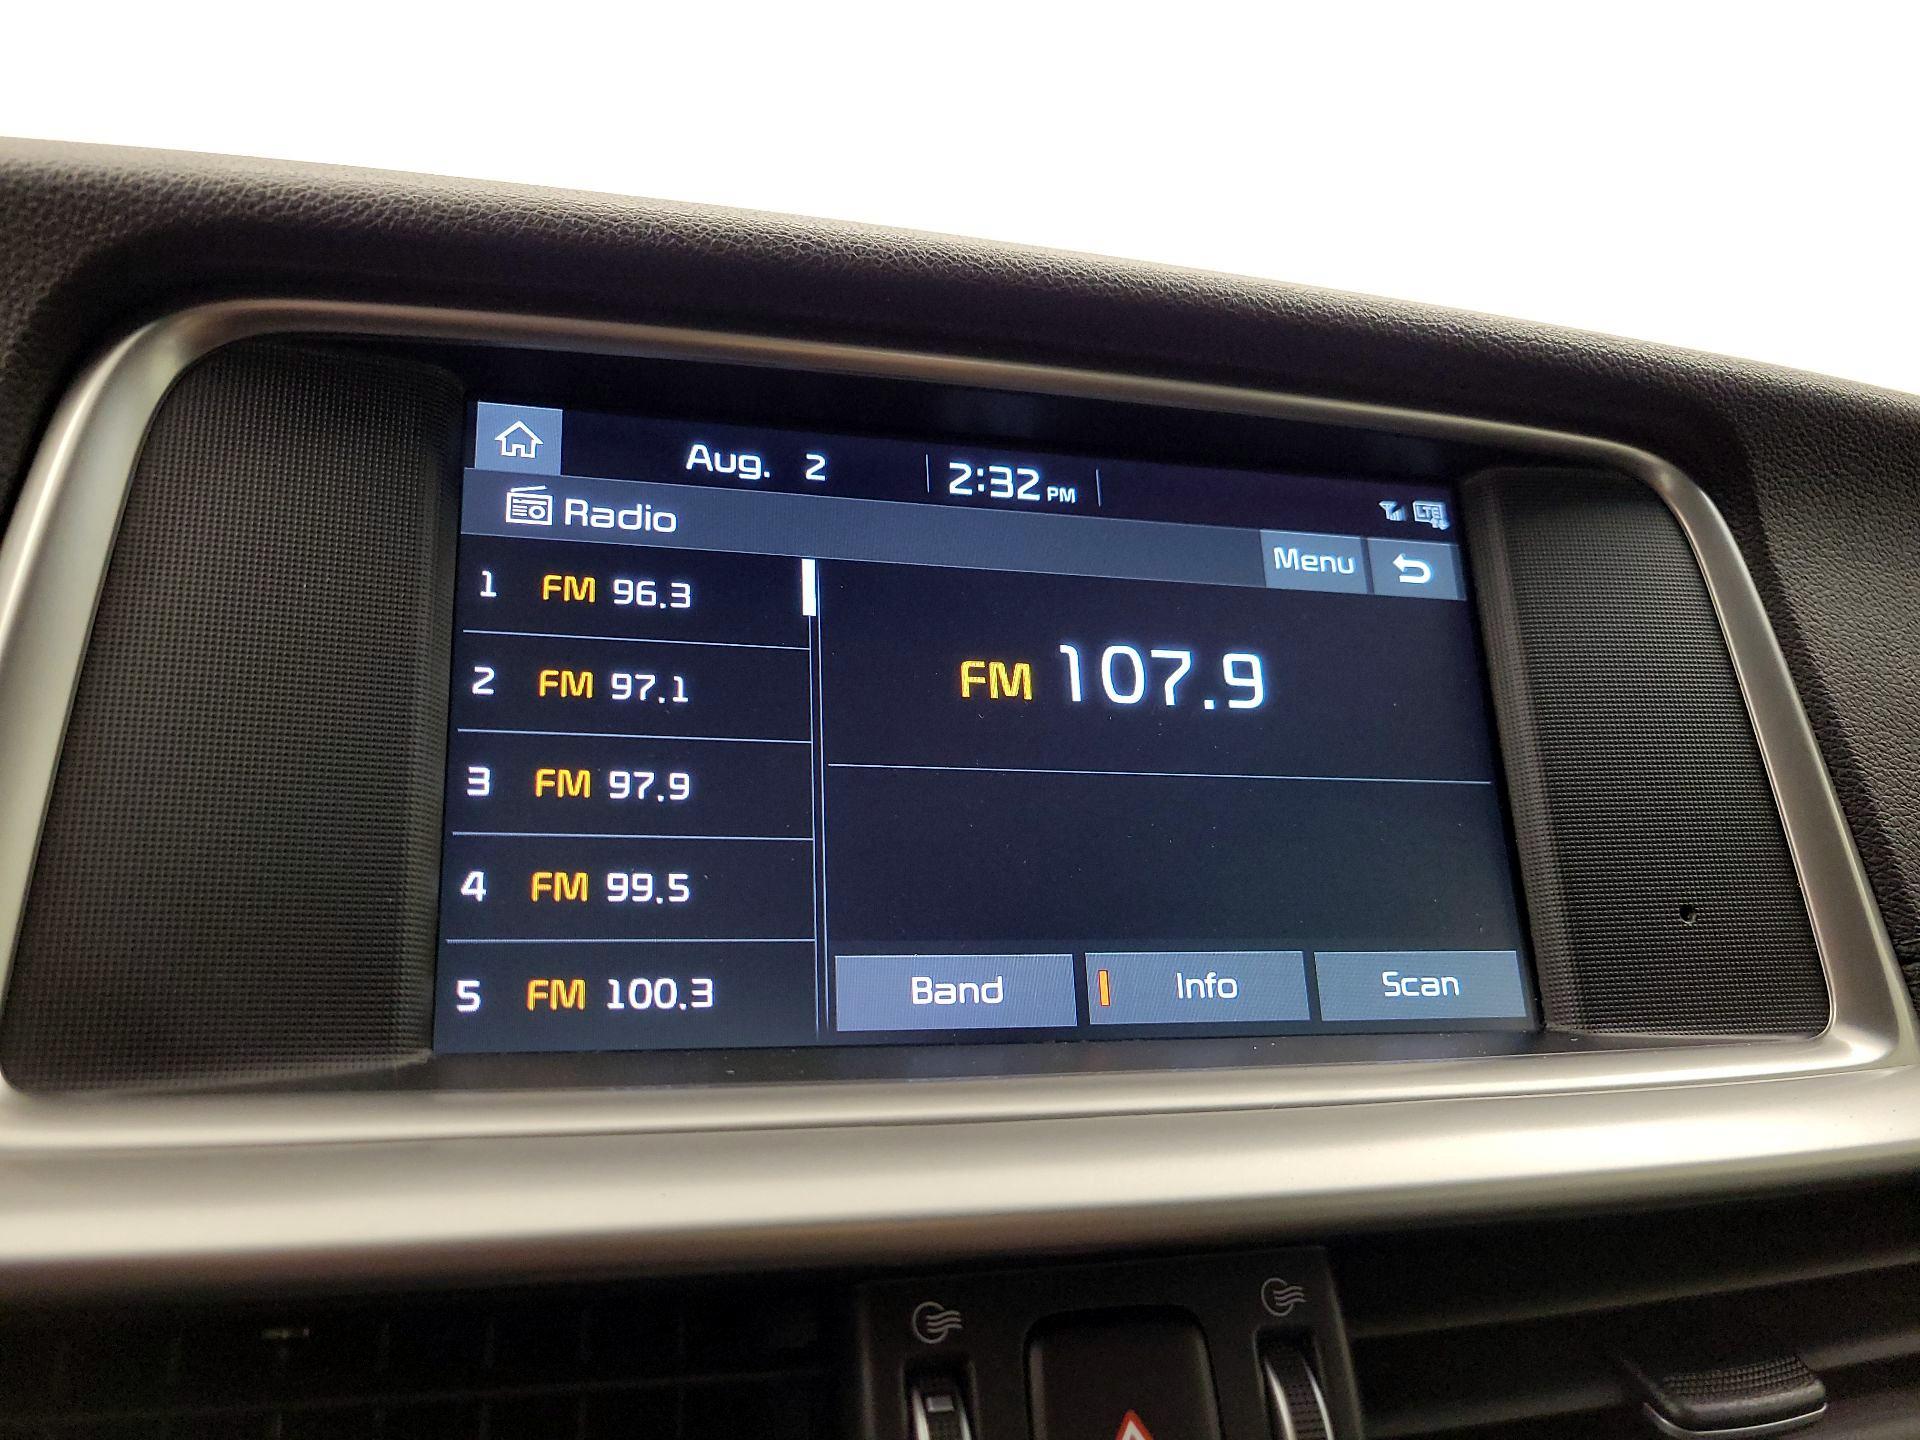 Aug. 2 2:32 PM
LTE
Radio
Menu
1 FM 96.3
2 FM 97.1
3 FM 97.9
4 FM 99.5
5 FM 100.3
FM 107.9
Band Info Scan